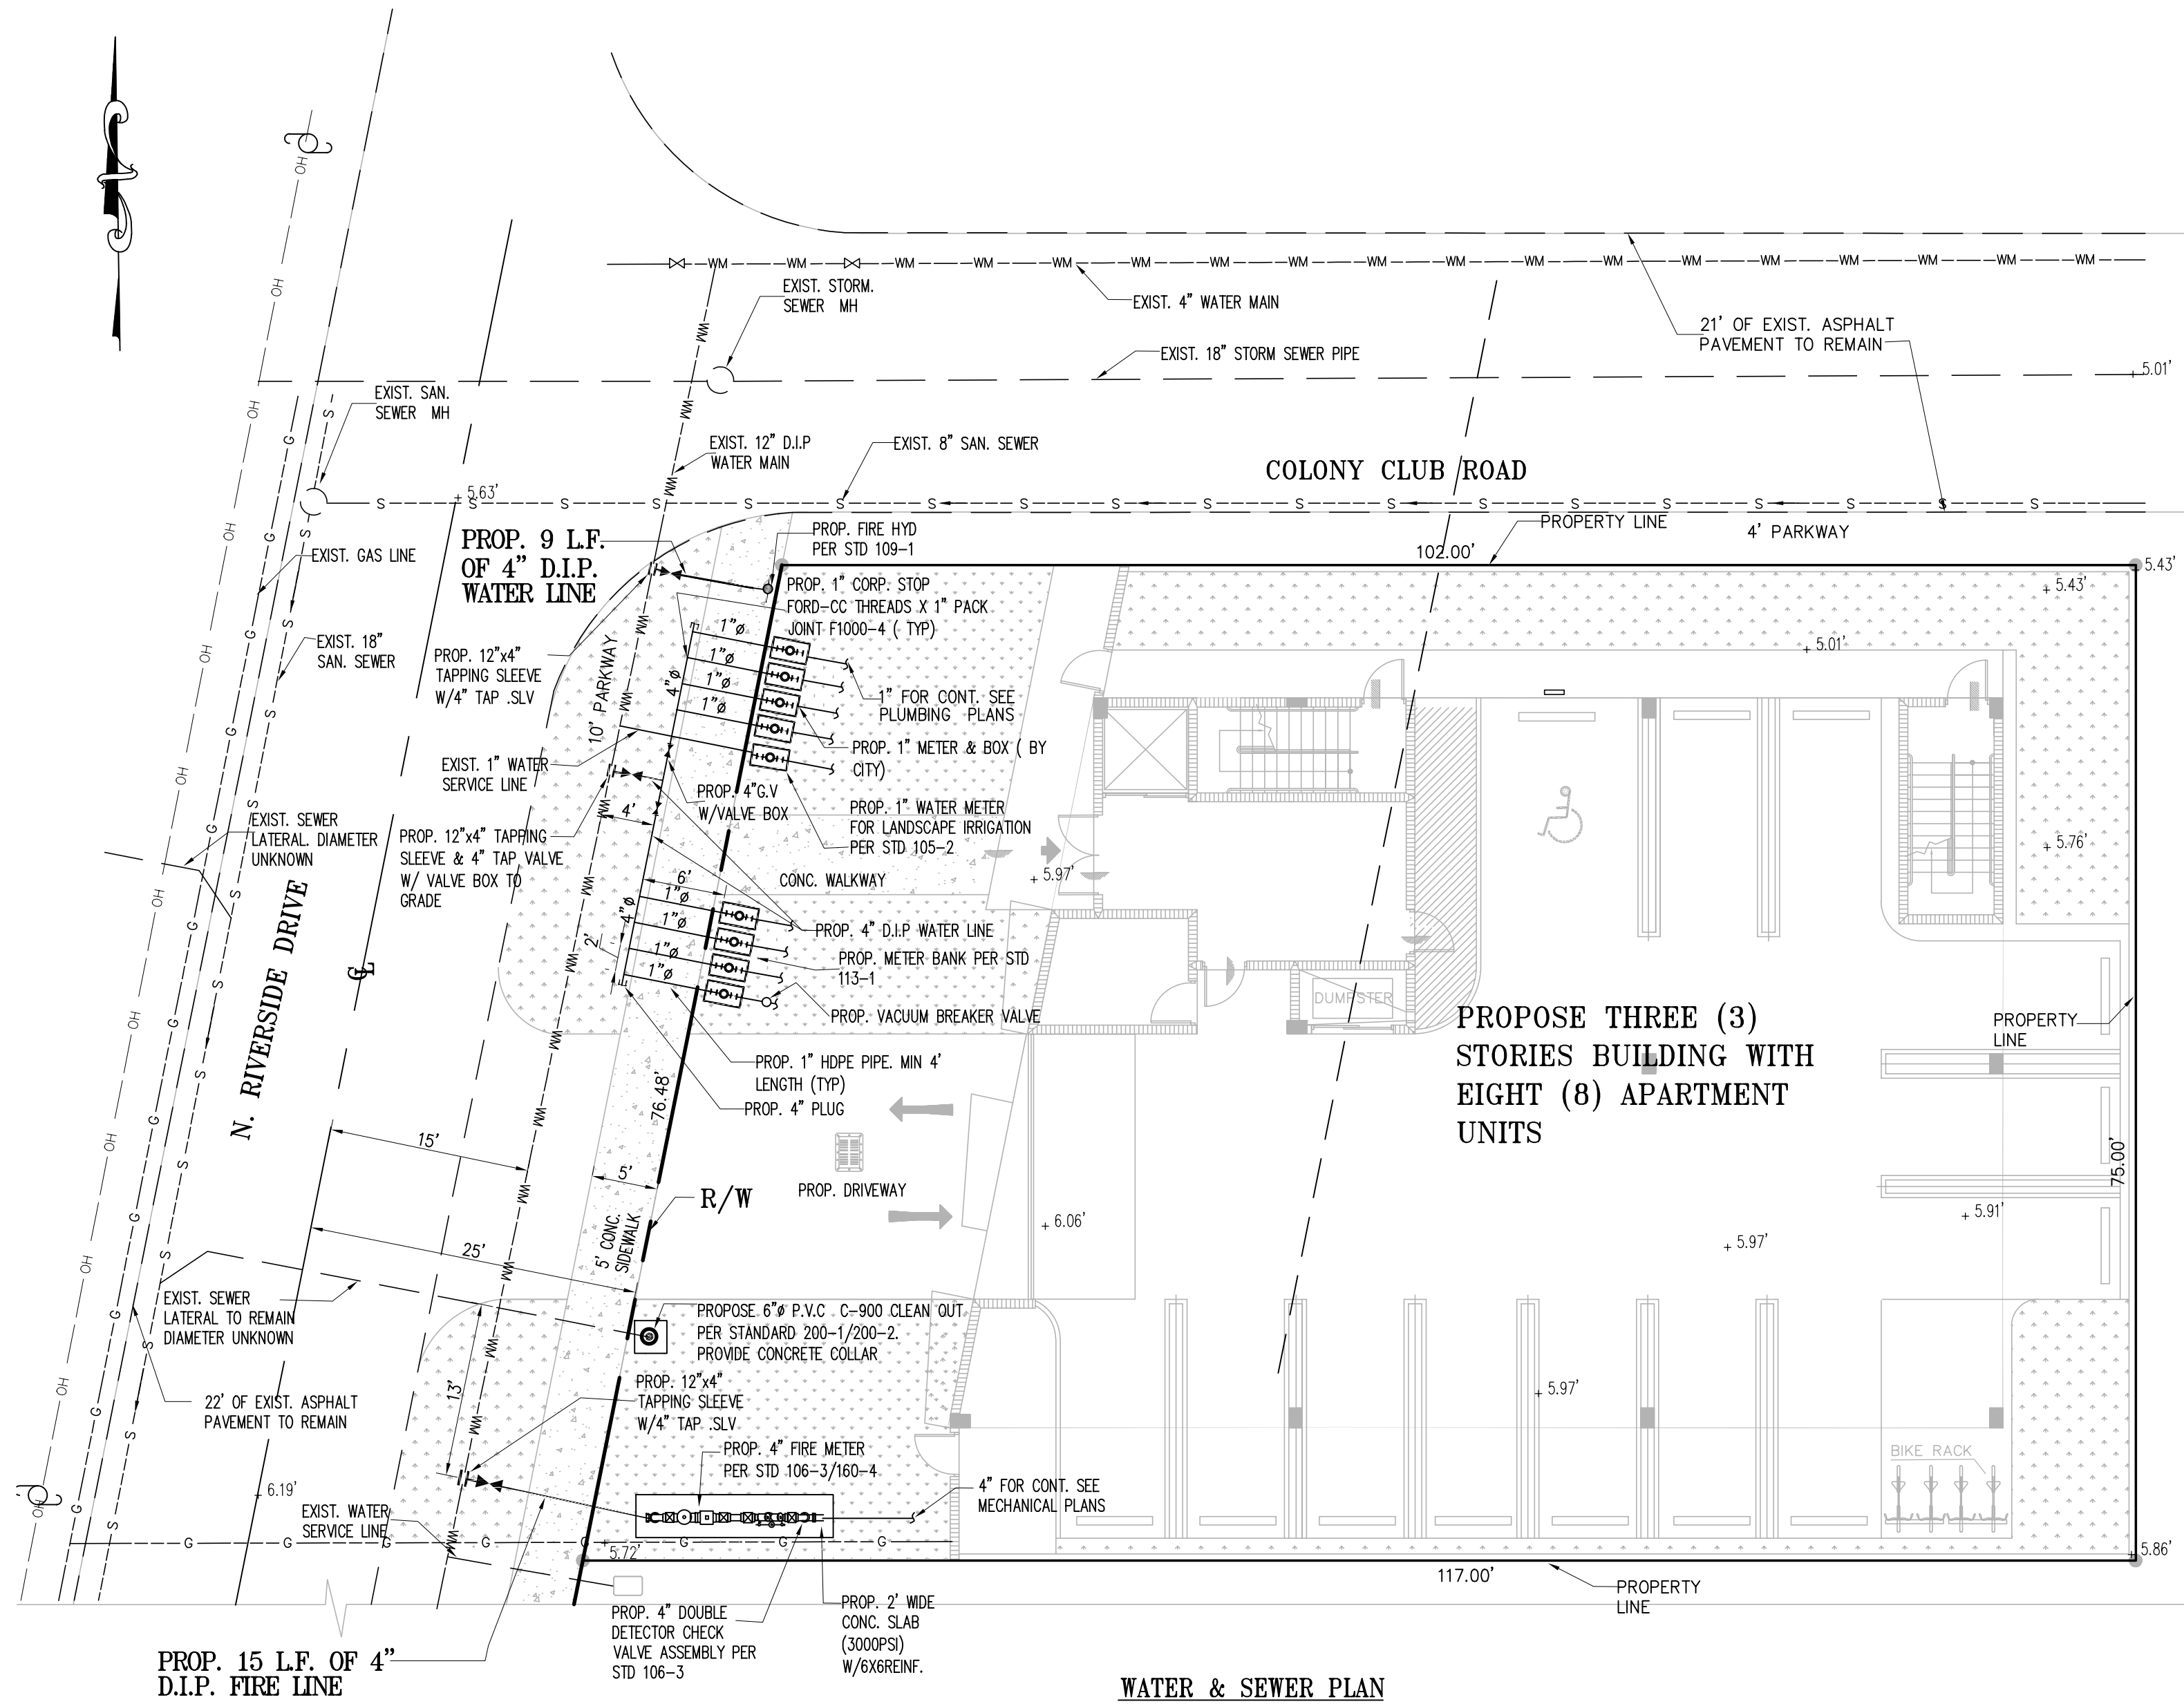 EXIST. STORM.
SEWER MH
EXIST. 4" WATER MAIN
21' OF EXIST. ASPHALT
PAVEMENT TO REMAIN
EXIST. 18" STORM SEWER PIPE
5.01'
EXIST. SAN.
SEWER MH
EXIST. 12" D.I.P
WATER MAIN
EXIST. 8" SAN. SEWER
COLONY CLUB ROAD
5.63'
PROP. 9 L.F.
OF 4" D.I.P.
WATER LINE
PROP. FIRE HYD
PER STD 109-1
PROPERTY LINE
4' PARKWAY
102.00'
5.43'
5.43'
EXIST. GAS LINE
PROP. 1" CORP. STOP
FORD-CC THREADS X 1" PACK
JOINT F1000-4 ( TYP)
EXIST. 18"
SAN. SEWER
PROP. 12"x4"
TAPPING SLEEVE
W/4" TAP .SLV
10' PARKWAY
1"ø
1"ø
1"ø
1"ø
4"ø
5.01'
1" FOR CONT. SEE
PLUMBING PLANS
PROP. 1" METER & BOX ( BY
CITY)
EXIST. 1" WATER
SERVICE LINE
PROP. 4"G.V
W/VALVE BOX
PROP. 1" WATER METER
FOR LANDSCAPE IRRIGATION
PER STD 105-2
EXIST. SEWER
LATERAL. DIAMETER
UNKNOWN
PROP. 12"x4" TAPPING
SLEEVE & 4" TAP VALVE
W/ VALVE BOX TO
GRADE
4'
6'
CONC. WALKWAY
5.97'
5.76'
1"ø
1"ø
1"ø
1"ø
4"ø
2'
PROP. 4" D.I.P WATER LINE
PROP. METER BANK PER STD
113-1
PROP. VACUUM BREAKER VALVE
N. RIVERSIDE DRIVE
DUMPSTER
PROPOSE THREE (3)
STORIES BUILDING WITH
EIGHT (8) APARTMENT
UNITS
PROPERTY
LINE
PROP. 1" HDPE PIPE. MIN 4'
LENGTH (TYP)
PROP. 4" PLUG
76.48'
75.00'
15'
5'
R/W
PROP. DRIVEWAY
6.06'
5.91'
5.97'
25'
5' CONC.
SIDEWALK
EXIST. SEWER
LATERAL TO REMAIN
DIAMETER UNKNOWN
PROPOSE 6"ø P.V.C C-900 CLEAN OUT
PER STANDARD 200-1/200-2.
PROVIDE CONCRETE COLLAR
13'
22' OF EXIST. ASPHALT
PAVEMENT TO REMAIN
PROP. 12"x4"
TAPPING SLEEVE
W/4" TAP .SLV
5.97'
PROP. 4" FIRE METER
PER STD 106-3/160-4
BIKE RACK
4" FOR CONT. SEE
MECHANICAL PLANS
6.19'
EXIST. WATER
SERVICE LINE
5.72'
5.86'
117.00'
PROPERTY
LINE
PROP. 4" DOUBLE
DETECTOR CHECK
VALVE ASSEMBLY PER
STD 106-3
PROP. 2' WIDE
CONC. SLAB
(3000PSI)
W/6X6REINF.
PROP. 15 L.F. OF 4"
D.I.P. FIRE LINE
WATER & SEWER PLAN